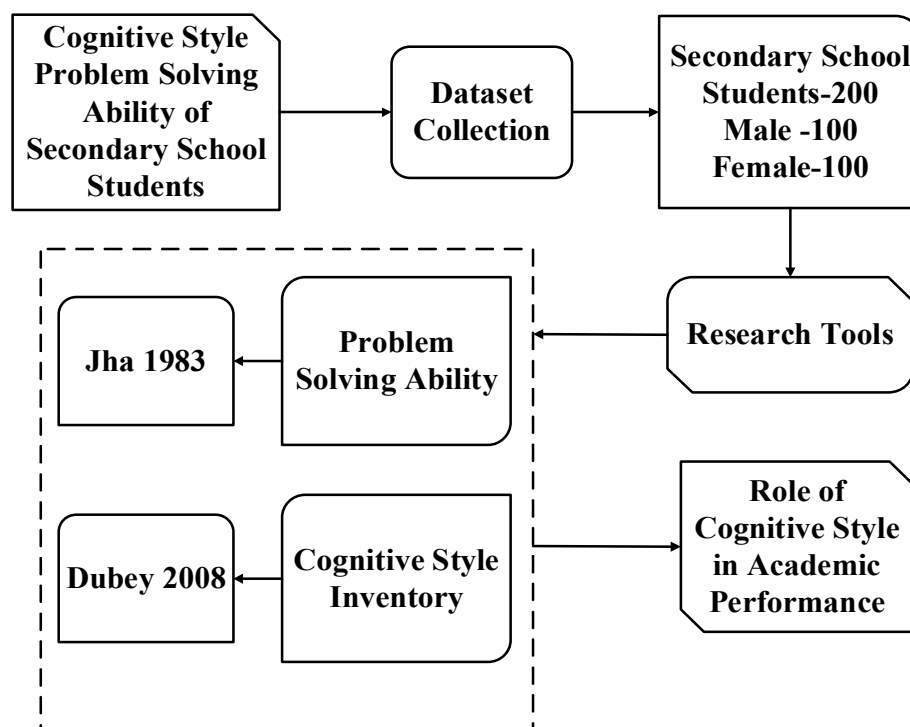 Cognitive Style
Problem Solving
Ability of
Secondary School
Students
Dataset
Collection
Secondary School
Students-200
Male -100
Female-100
Research Tools
Problem
Solving Ability
Jha 1983
Cognitive Style
Inventory
Dubey 2008
Role of
Cognitive Style
in Academic
Performance